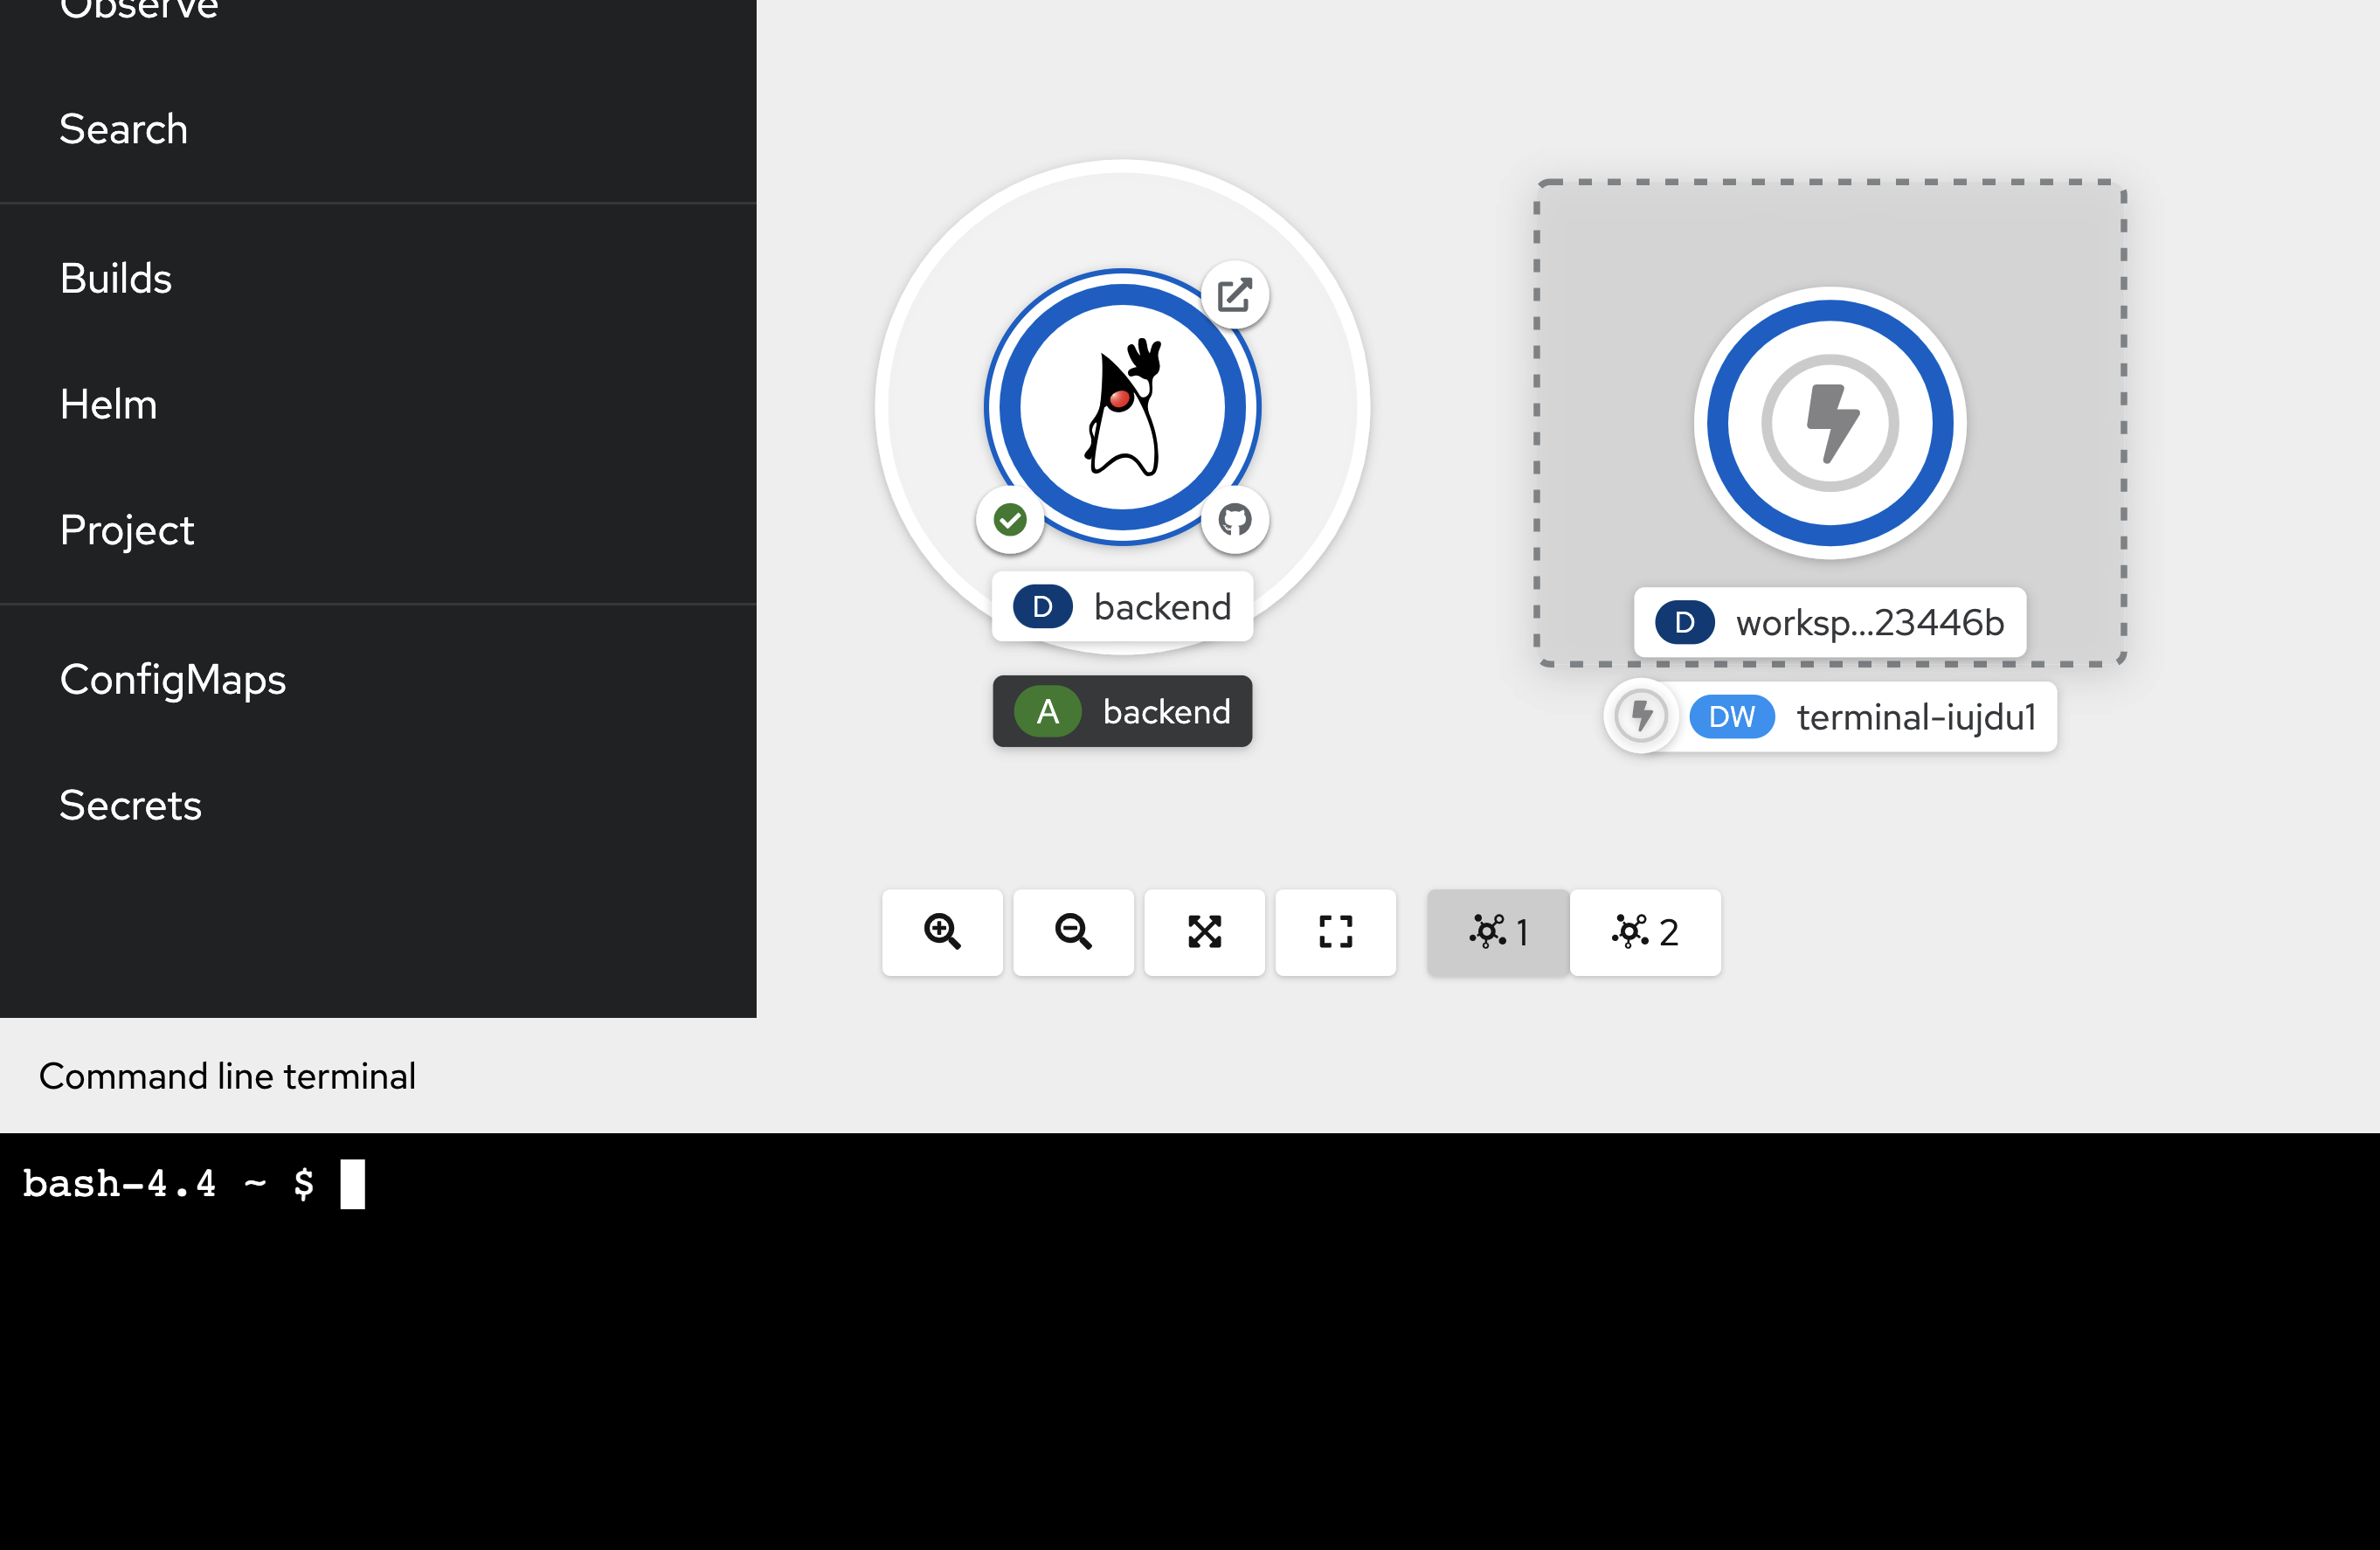 Observe
Search
Builds
Helm
Project
ConfigMaps
Secrets
D backend
A backend
D worksp...23446b
DW terminal-iujdu1
1
2
Command line terminal
bash-4.4 ~ $